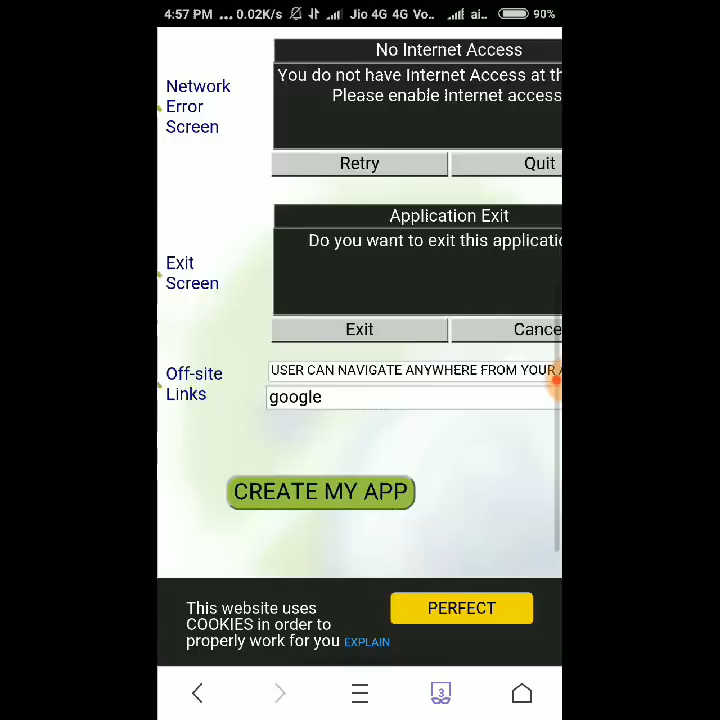 4:57 PM ... 0.02K/s Jio 4G 4G Vo... ai... 90%
No Internet Access
You do not have Internet Access at th
Please enable internet access
Network
Error
Screen
Retry Quit
Application Exit
Do you want to exit this applicatio
Exit
Screen
Exit Cance
Off-site
Links
USER CAN NAVIGATE ANYWHERE FROM YOUR A
google
CREATE MY APP
This website uses
COOKIES in order to
properly work for you EXPLAIN
PERFECT
3